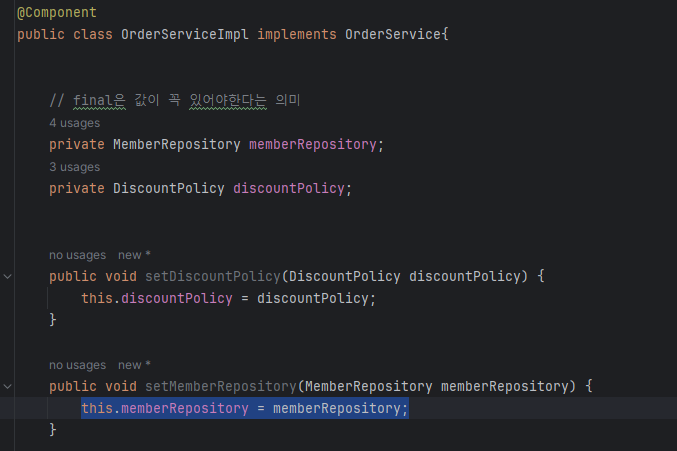 @Component
public class OrderServiceImpl implements OrderService{
// final은 값이 꼭 있어야한다는 의미
4 usages
private MemberRepository memberRepository;
3 usages
private DiscountPolicy discountPolicy;
no usages new *
public void setDiscountPolicy(DiscountPolicy discountPolicy) {
this.discountPolicy = discountPolicy;
}
no usages new *
public void setMemberRepository(MemberRepository memberRepository) {
this.memberRepository = memberRepository;
}